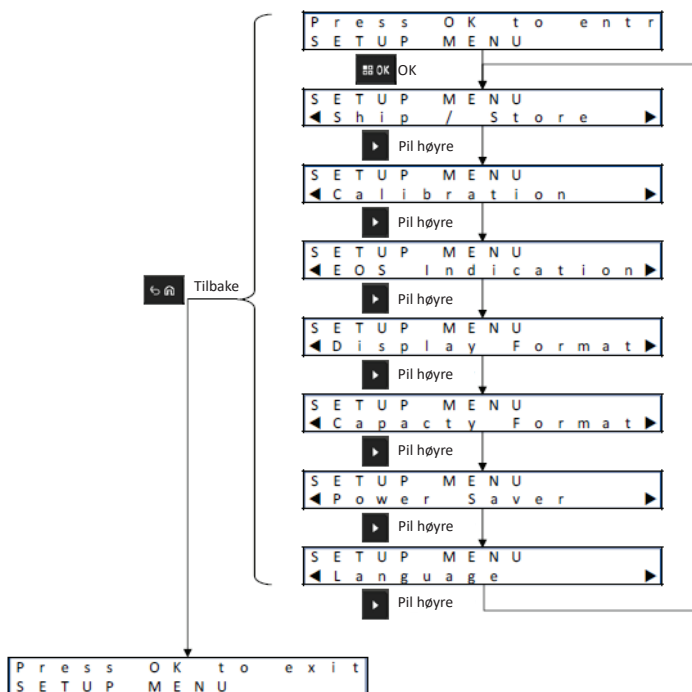 Press OK to entr
SETUP MENU
OK OK
SETUP MENU
◀Ship / Store ▶
Pil høyre
SETUP MENU
◀Calibration ▶
Pil høyre
SETUP MENU
◀EOS Indication▶
Pil høyre
Tilbake
SETUP MENU
◀Display Format▶
Pil høyre
SETUP MENU
◀Capacty Format▶
Pil høyre
SETUP MENU
◀Power Saver ▶
Pil høyre
SETUP MENU
◀Language ▶
Pil høyre
Press OK to exit
SETUP MENU